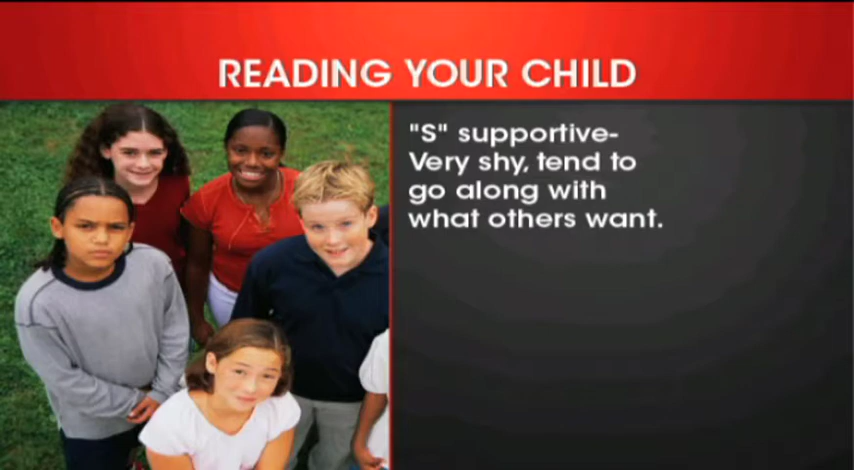 READING YOUR CHILD
"S" supportive-
Very shy, tend to
go along with
what others want.